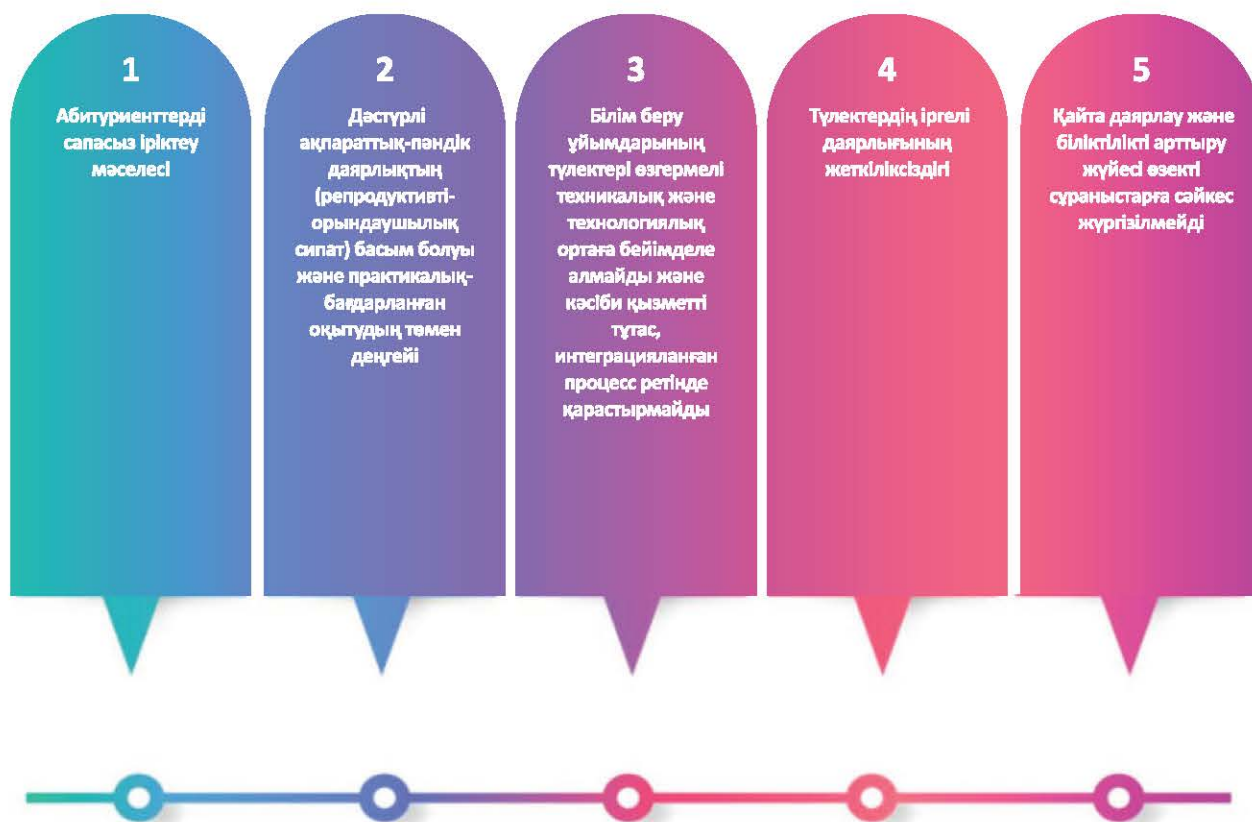 1
Абитуриенттерді
сапасыз іріктеу
мәселесі
2
Дәстүрлі
ақпараттық-пәндік
даярлықтың
(репродуктивті-
орындаушылық
сипат) басым болуы
және практикалық-
бағдарланған
оқытудың төмен
деңгейі
3
Білім беру
ұйымдарының
түлектері өзгермелі
техникалық және
технологиялық
ортаға бейімделе
алмайды және
кәсіби қызметті
тұтас,
интеграцияланған
процесс ретінде
қарастырмайды
4
Түлектердің іргелі
даярлығының
жеткіліксіздігі
5
Қайта даярлау және
біліктілікті арттыру
жүйесі өзекті
сұраныстарға сәйкес
жүргізілмейді